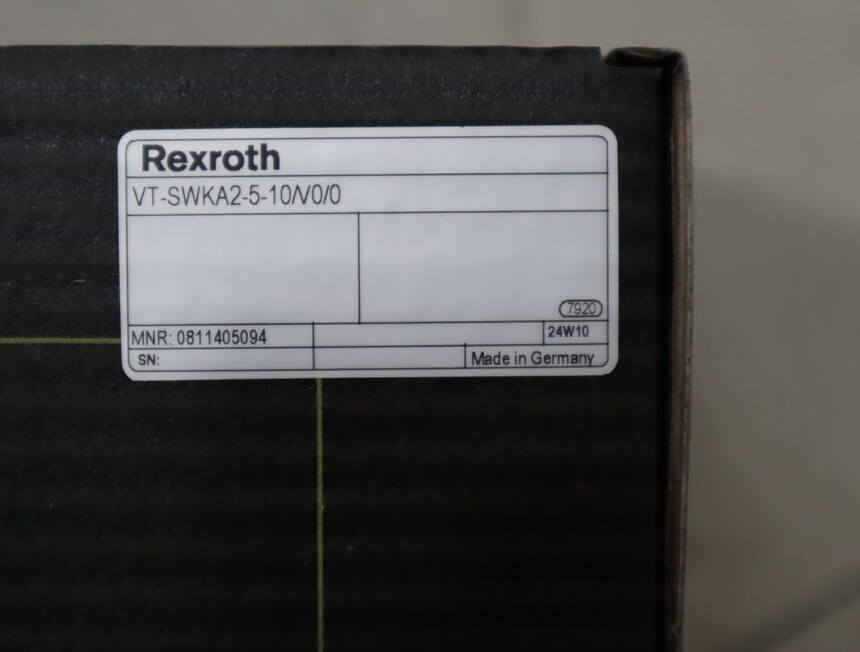 Rexroth
VT-SWKA2-5-10/V0/0
7920
MNR: 0811405094
24W10
SN:
Made in Germany